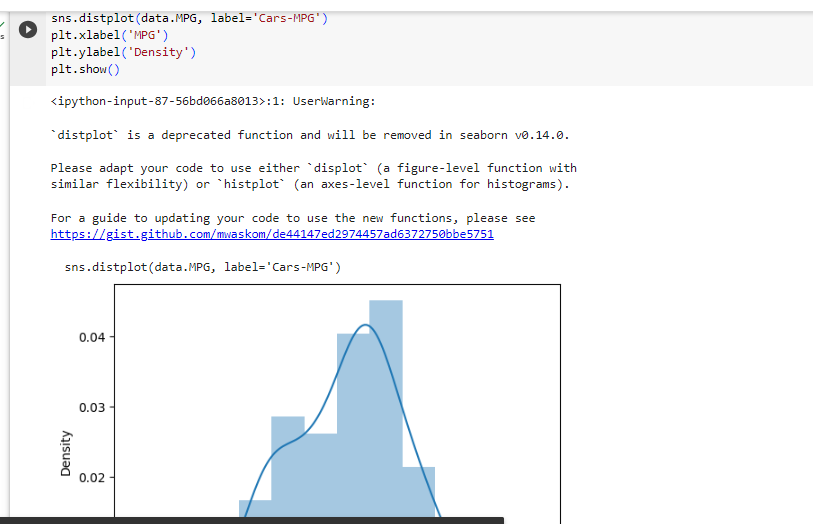 sns.distplot(data.MPG, label='Cars-MPG')
plt.xlabel('MPG')
plt.ylabel('Density')
plt.show()
<ipython-input-87-56bd066a8013>:1: UserWarning:
`distplot` is a deprecated function and will be removed in seaborn v0.14.0.
Please adapt your code to use either `displot` (a figure-level function with
similar flexibility) or `histplot` (an axes-level function for histograms).
For a guide to updating your code to use the new functions, please see
https://gist.github.com/mwaskom/de44147ed2974457ad6372750bbe5751
sns.distplot(data.MPG, label='Cars-MPG')
0.04
0.03
Density
0.02